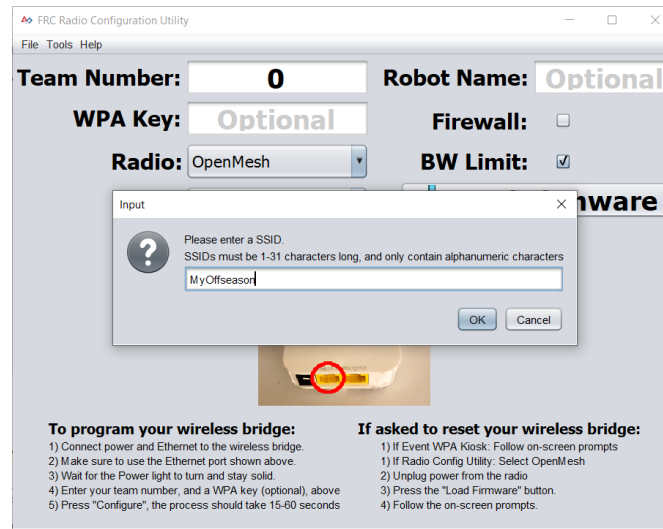 FRC Radio Configuration Utility
File Tools Help
Team Number: 0 Robot Name: Optional
WPA Key: Optional Firewall:
Radio: OpenMesh BW Limit:
Input
Please enter a SSID.
SSIDs must be 1-31 characters long, and only contain alphanumeric characters
MyOffseason
OK Cancel
To program your wireless bridge:
1) Connect power and Ethernet to the wireless bridge.
2) Make sure to use the Ethernet port shown above.
3) Wait for the Power light to turn and stay solid.
4) Enter your team number, and a WPA key (optional), above
5) Press "Configure", the process should take 15-60 seconds
If asked to reset your wireless bridge:
1) If Event WPA Kiosk: Follow on-screen prompts
1) If Radio Config Utility: Select OpenMesh
2) Unplug power from the radio
3) Press the "Load Firmware" button.
4) Follow the on-screen prompts.